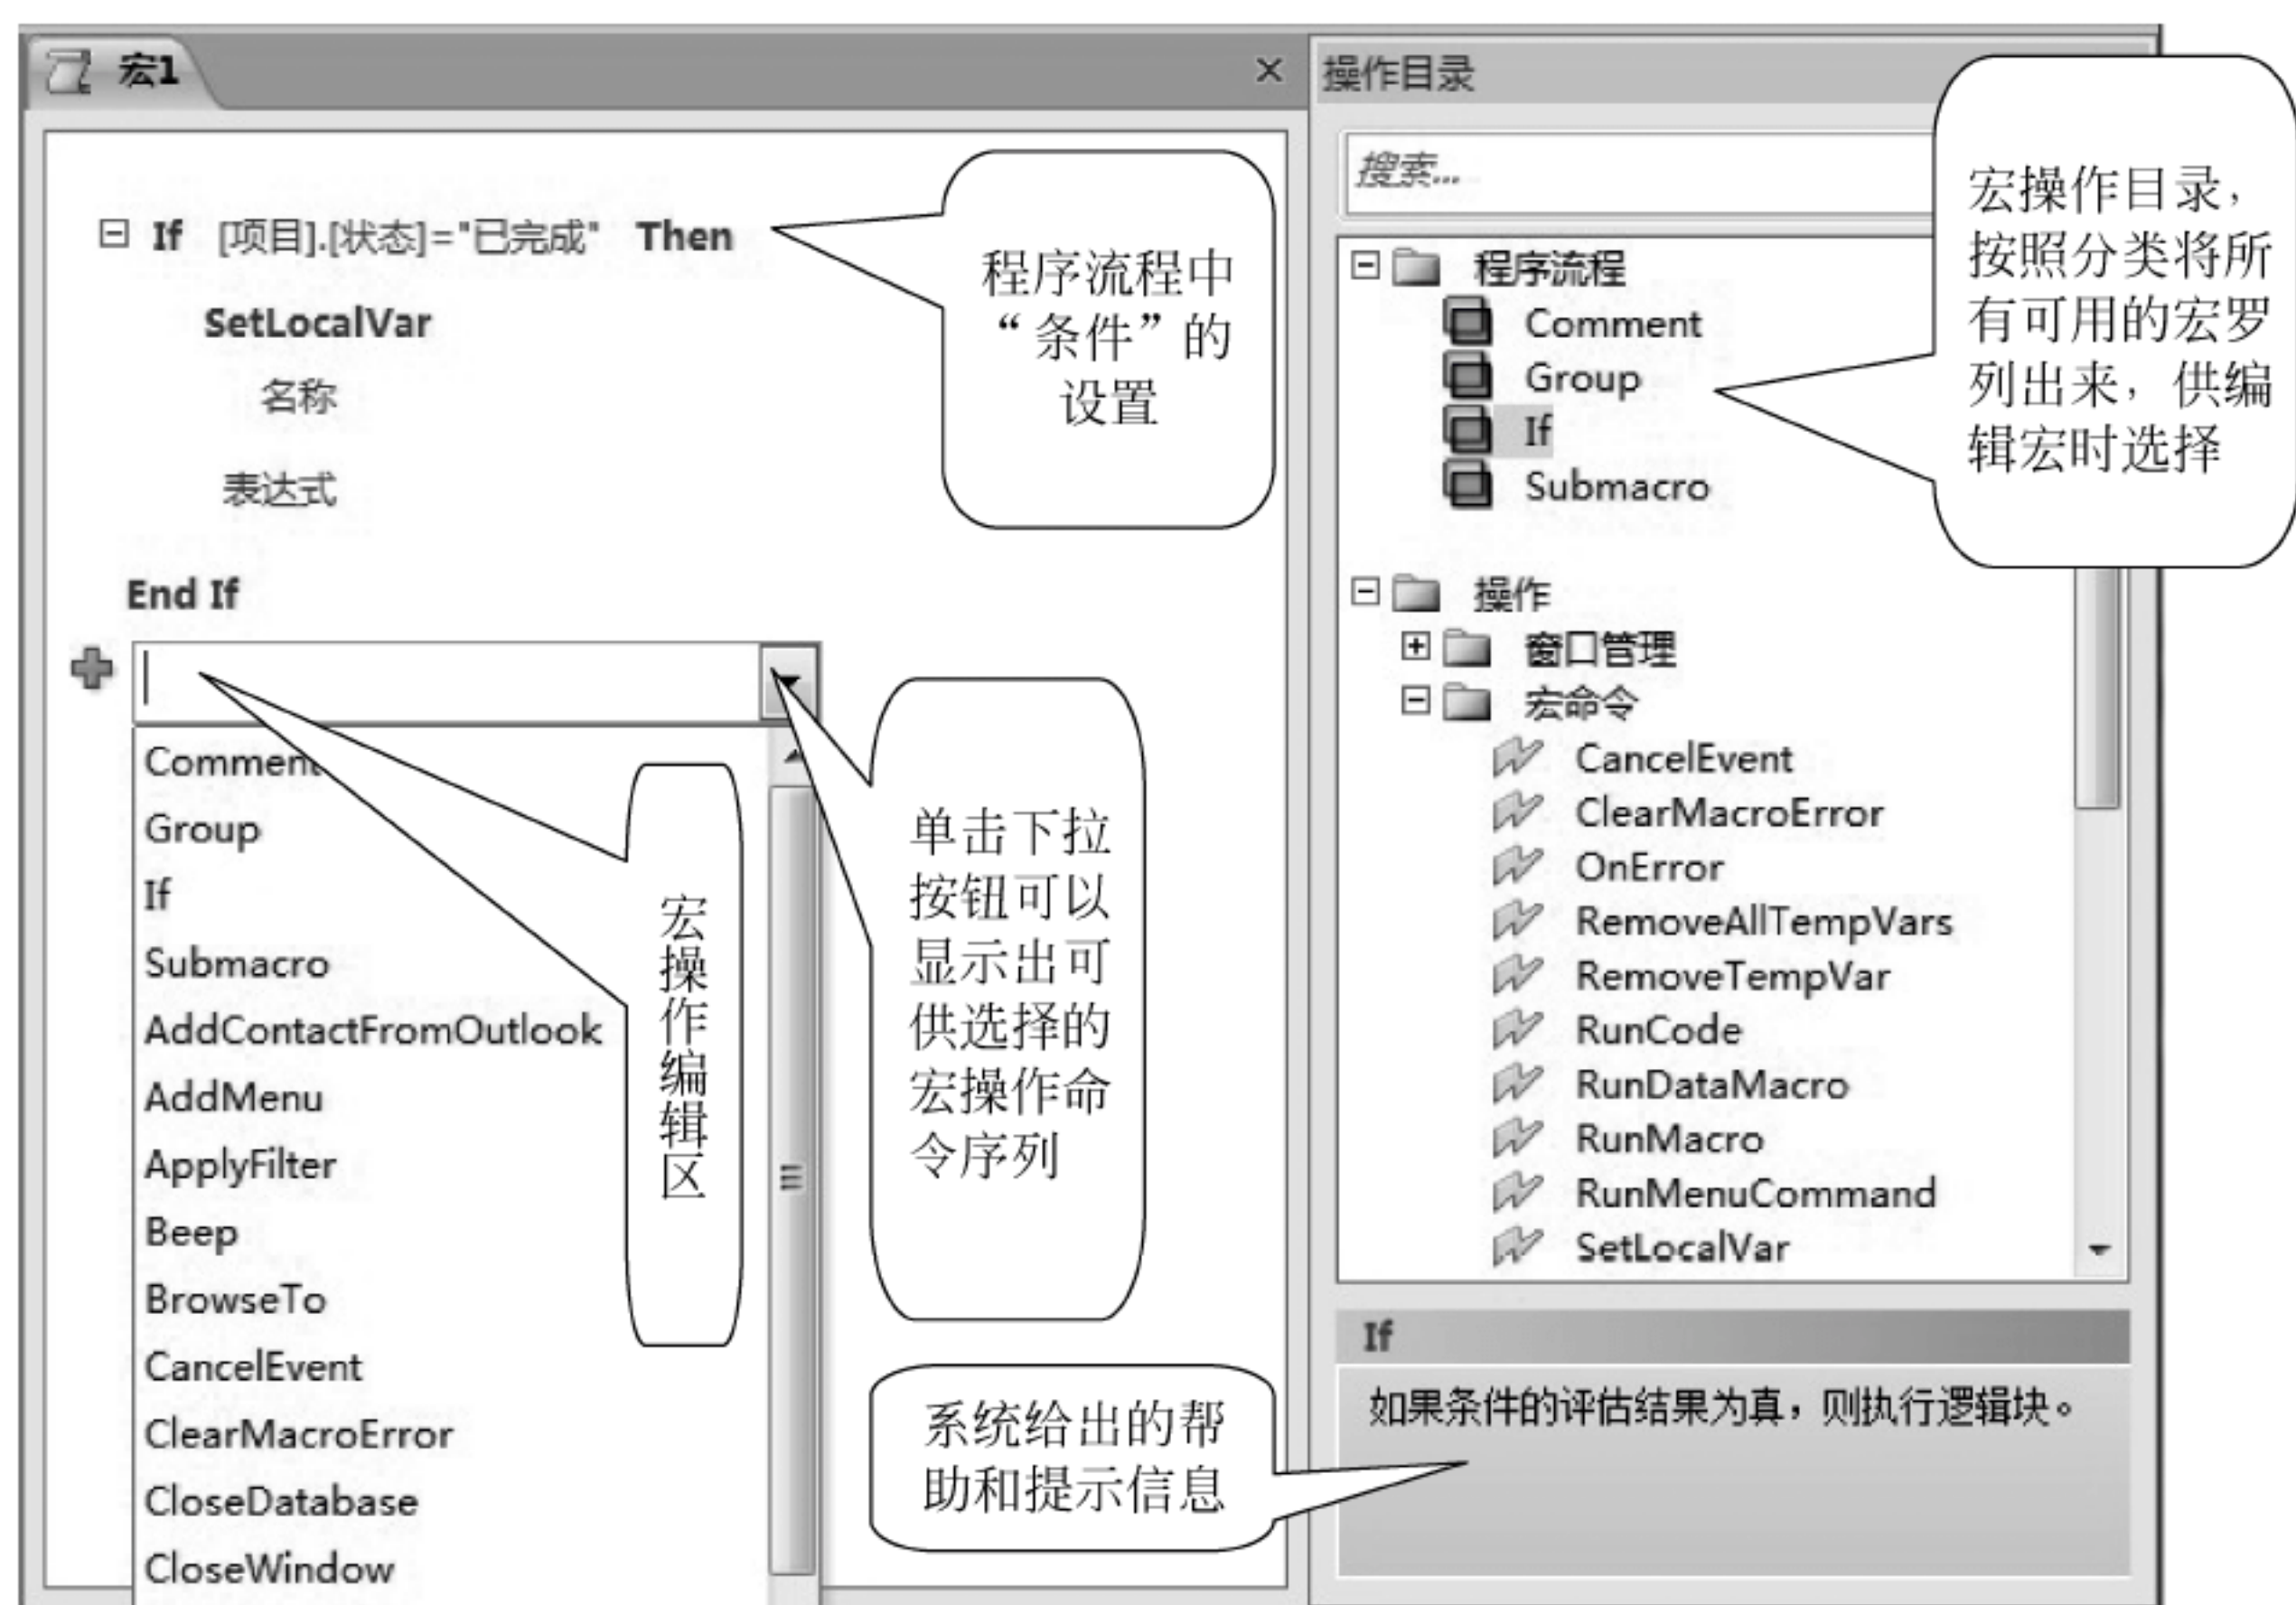 宏1
If [项目].[状态]="已完成" Then
SetLocalVar
名称
表达式
End If
Comment
Group
If
Submacro
AddContactFromOutlook
AddMenu
ApplyFilter
Beep
BrowseTo
CancelEvent
ClearMacroError
CloseDatabase
CloseWindow
程序流程中
“条件”的
设置
宏操作编辑区
单击下拉
按钮可以
显示出可
供选择的
宏操作命
令序列
系统给出的帮
助和提示信息
操作目录
搜索...
程序流程
Comment
Group
If
Submacro
操作
窗口管理
宏命令
CancelEvent
ClearMacroError
OnError
RemoveAllTempVars
RemoveTempVar
RunCode
RunDataMacro
RunMacro
RunMenuCommand
SetLocalVar
If
如果条件的评估结果为真，则执行逻辑块。
宏操作目录，
按照分类将所
有可用的宏罗
列出来，供编
辑宏时选择